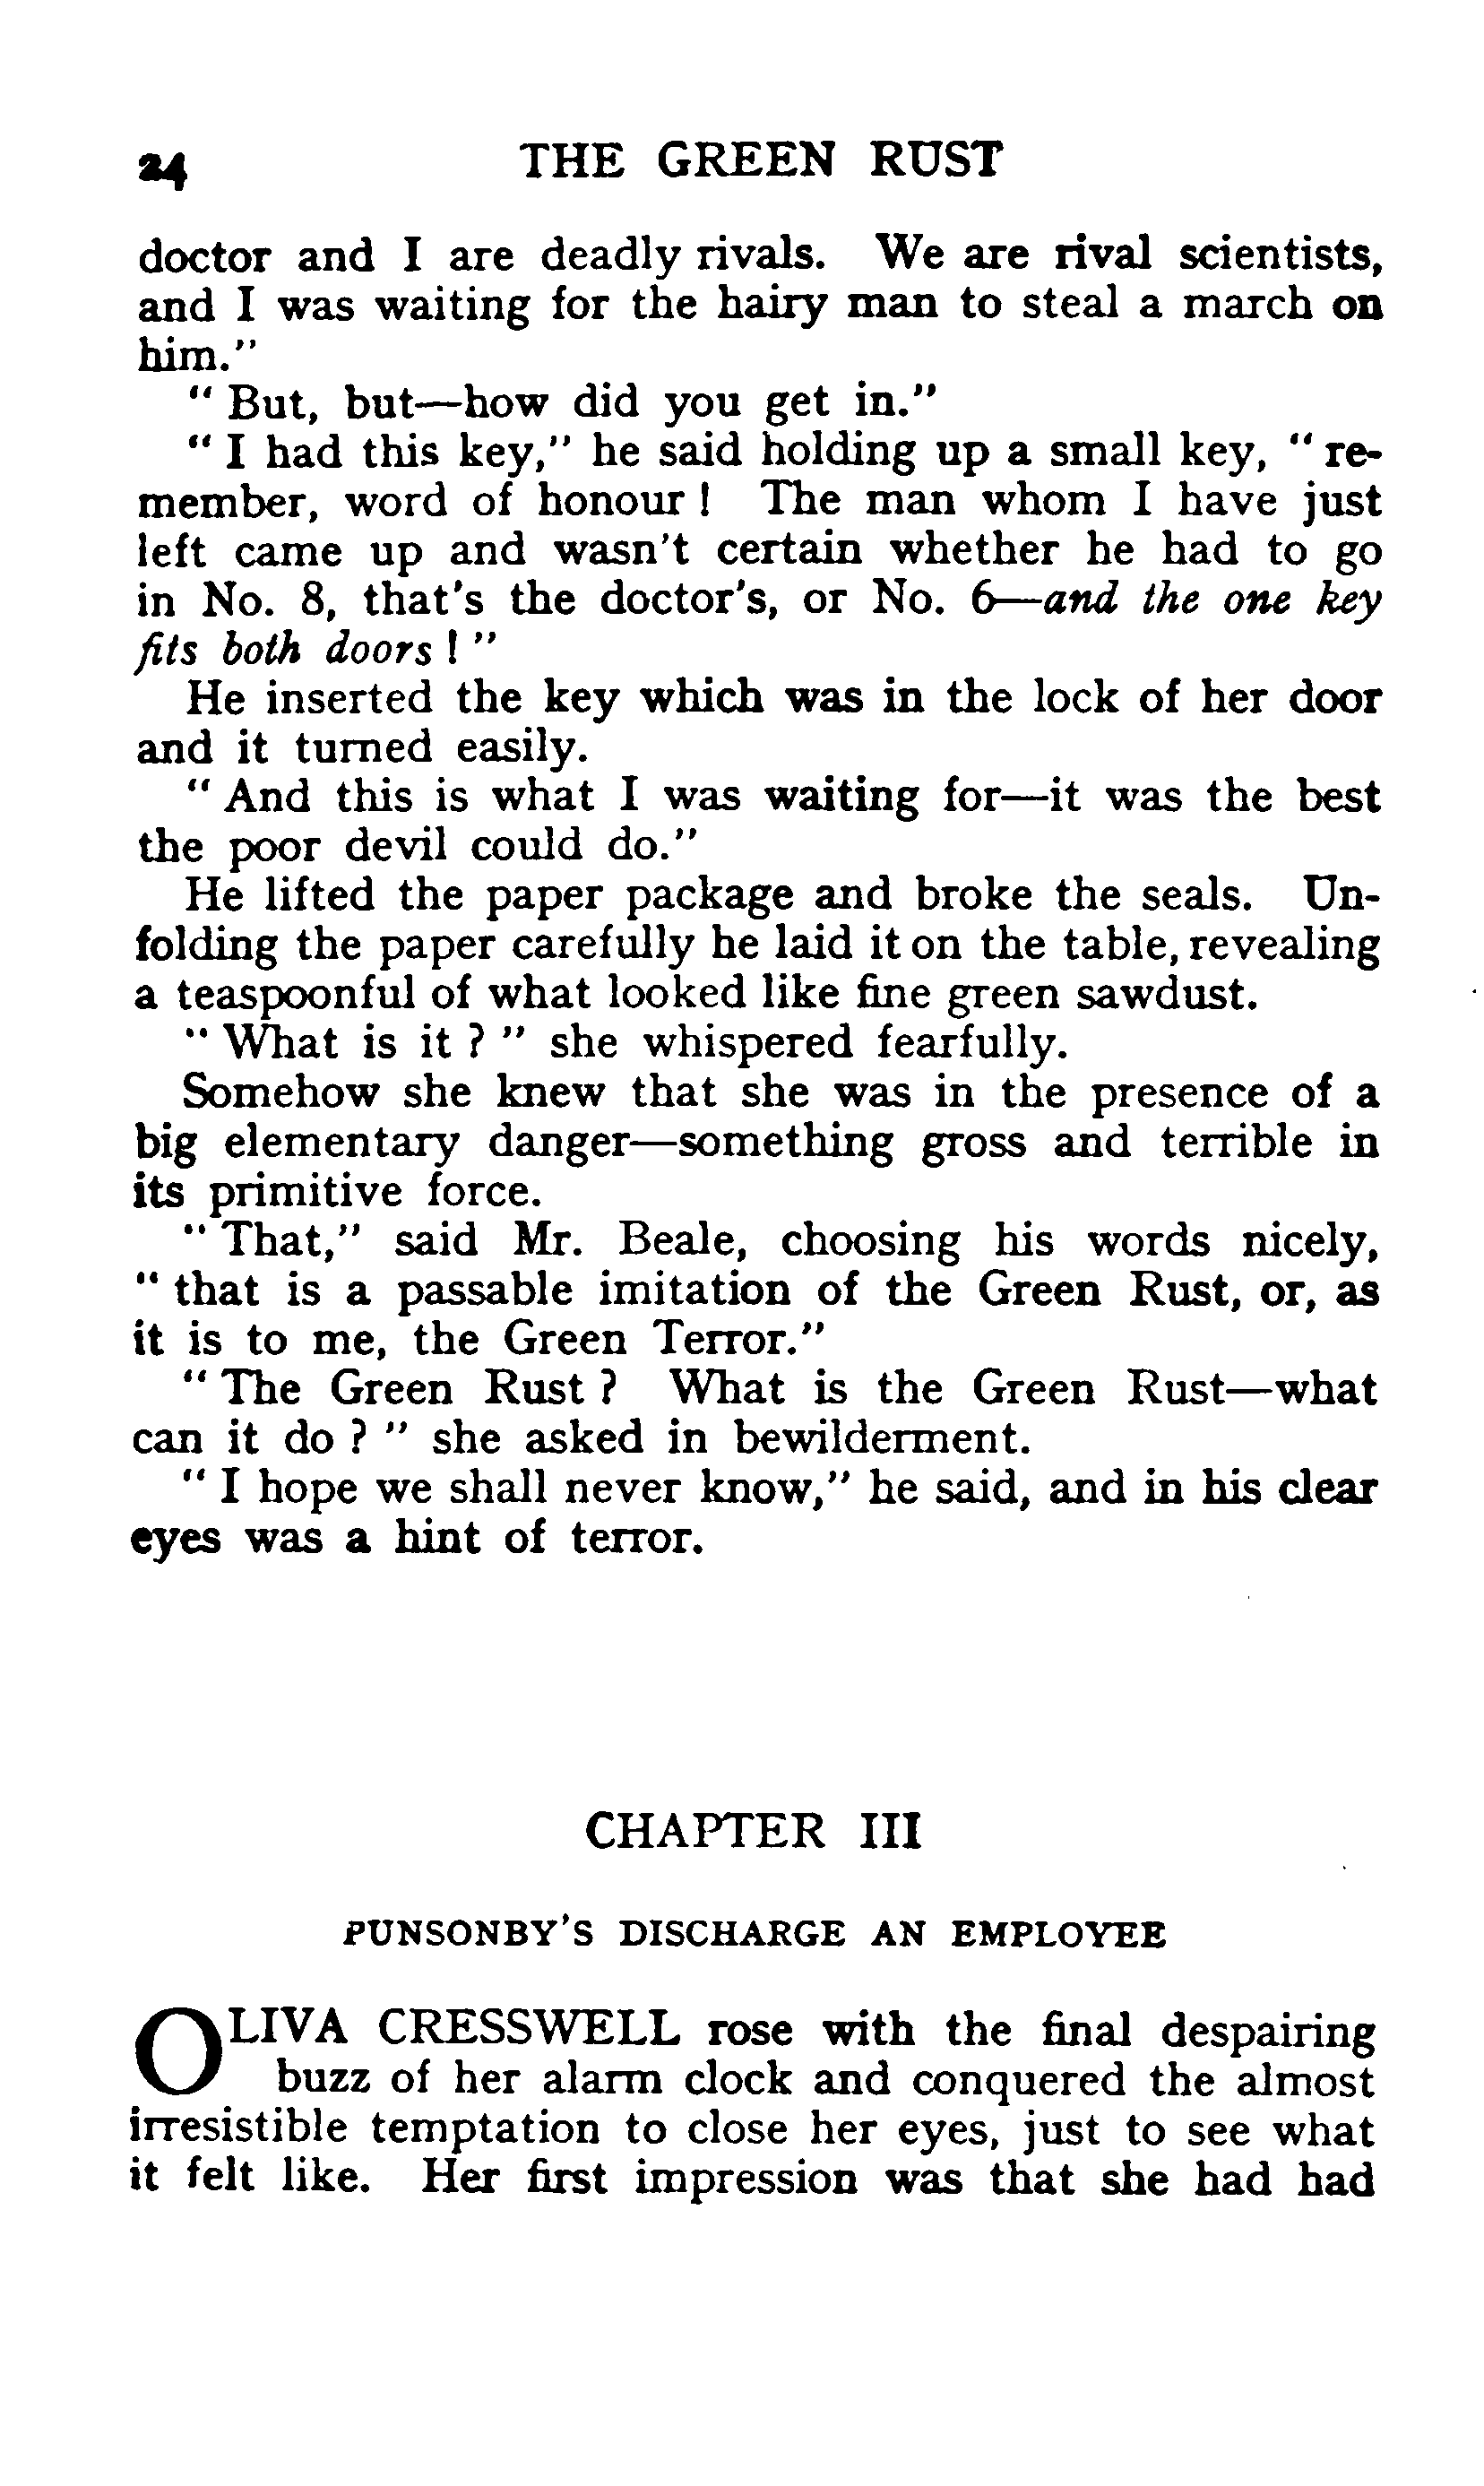 24 THE GREEN RUST
doctor and I are deadly rivals. We are rival scientists,
and I was waiting for the hairy man to steal a march on
him."
" But, but—how did you get in."
" I had this key," he said holding up a small key, " re-
member, word of honour ! The man whom I have just
left came up and wasn't certain whether he had to go
in No. 8, that's the doctor's, or No. 6—and the one key
fits both doors ! "
He inserted the key which was in the lock of her door
and it turned easily.
" And this is what I was waiting for—it was the best
the poor devil could do."
He lifted the paper package and broke the seals. Un-
folding the paper carefully he laid it on the table, revealing
a teaspoonful of what looked like fine green sawdust.
" What is it ? " she whispered fearfully.
Somehow she knew that she was in the presence of a
big elementary danger—something gross and terrible in
its primitive force.
" That," said Mr. Beale, choosing his words nicely,
" that is a passable imitation of the Green Rust, or, as
it is to me, the Green Terror."
" The Green Rust ? What is the Green Rust—what
can it do ? " she asked in bewilderment.
" I hope we shall never know," he said, and in his clear
eyes was a hint of terror.
CHAPTER III
PUNSONBY'S DISCHARGE AN EMPLOYEE
OLIVA CRESSWELL rose with the final despairing
buzz of her alarm clock and conquered the almost
irresistible temptation to close her eyes, just to see what
it felt like. Her first impression was that she had had